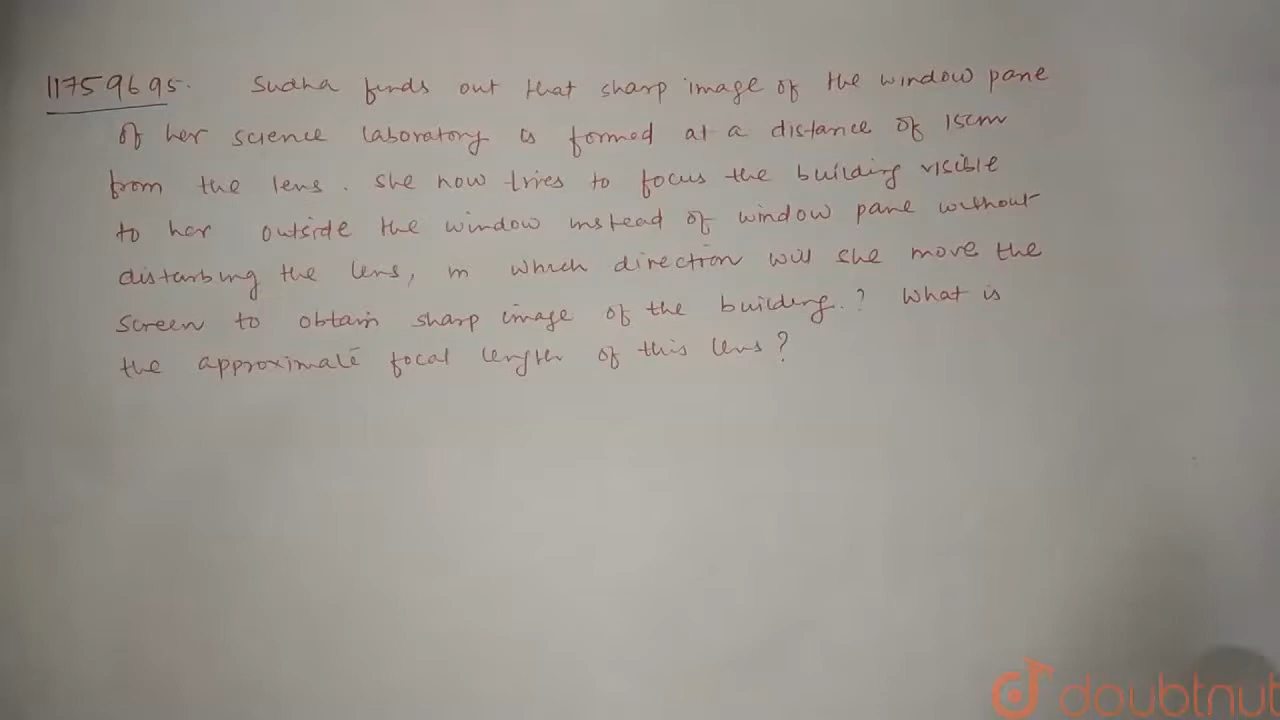 11759695. Sudha finds out that sharp image of the window pane
of her science laboratory is formed at a distance of 15cm
from the lens. She now tries to focus the building visible
to her outside the window instead of window pane without
disturbing the lens, in which direction will she move the
screen to obtain sharp image of the building.? What is
the approximate focal length of this lens?
doubtnut